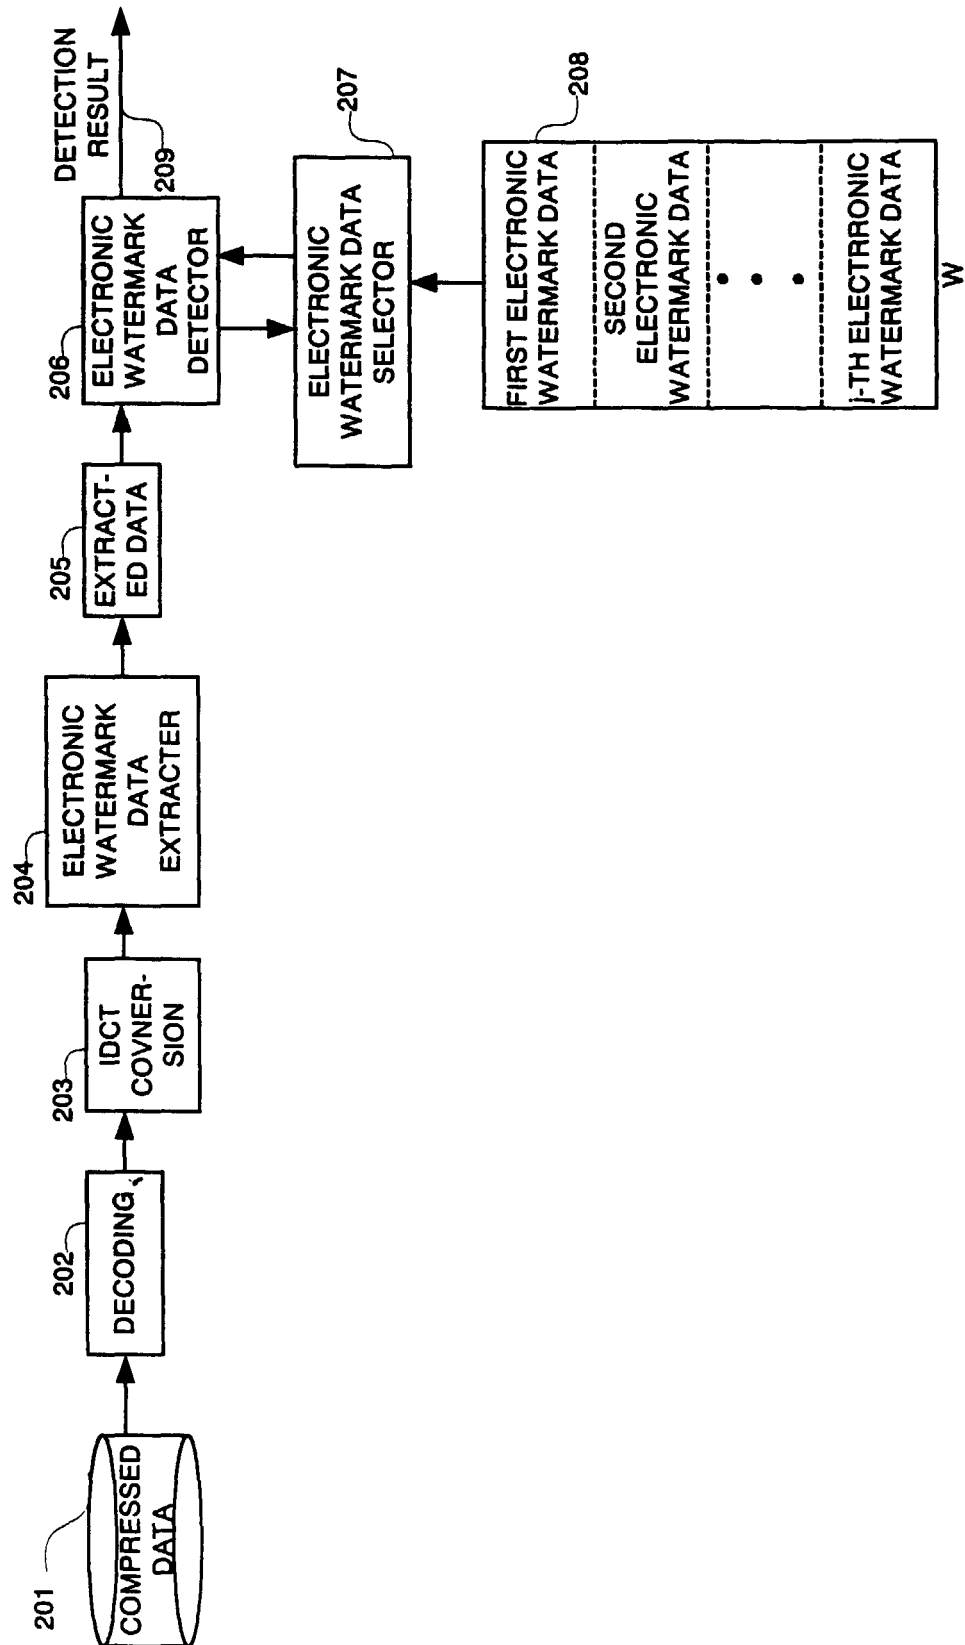 201
COMPRESSED
DATA
202
DECODING
203
IDCT
COVNER-
SION
204
ELECTRONIC
WATERMARK
DATA
EXTRACTER
205
EXTRACT-
ED DATA
206
ELECTRONIC
WATERMARK
DATA
DETECTOR
DETECTION
RESULT
209
207
ELECTRONIC
WATERMARK DATA
SELECTOR
208
FIRST ELECTRONIC
WATERMARK DATA
SECOND
ELECTRONIC
WATERMARK DATA
• • •
j-TH ELECTRRONIC
WATERMARK DATA
W